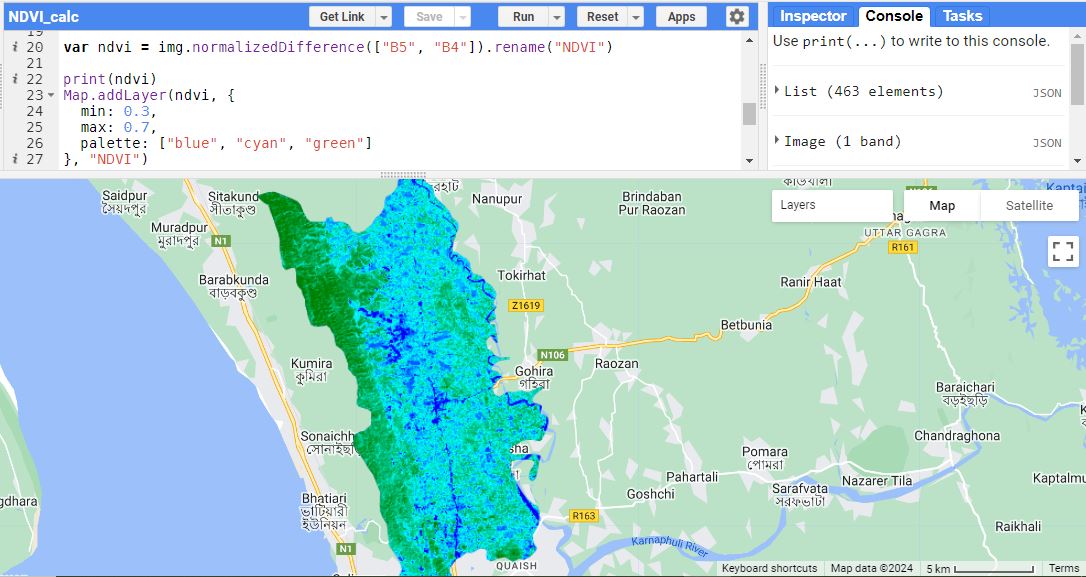 NDVI_calc
Get Link
Save
Run
Reset
Apps
Inspector
Console
Tasks
19
20 var ndvi = img.normalizedDifference(["B5", "B4"]).rename("NDVI")
21
22 print(ndvi)
23 Map.addLayer(ndvi, {
24 min: 0.3,
25 max: 0.7,
26 palette: ["blue", "cyan", "green"]
27 }, "NDVI")
Use print(...) to write to this console.
List (463 elements)
JSON
Image (1 band)
JSON
Layers
Map
Satellite
Saidpur
সৈয়দপুর
Sitakund
সীতাকুণ্ড
Nanupur
Brindaban
Pur Raozan
Muradpur
মুরাদপুর
N1
UTTAR GAGRA
R161
Barabkunda
বাড়বকুণ্ড
Tokirhat
Ranir Haat
Z1619
Betbunia
N106
Kumira
কুমিরা
Gohira
গহিরা
Raozan
Baraichari
বড়ইছড়ি
Sonaichh
সোনাইছড়ি
sha
Chandraghona
Pomara
পোমরা
Pahartali
Nazarer Tila
Kaptalmu
gdhara
Bhatiari
ভাটিয়ারী
ইউনিয়ন
Goshchi
Sarafvata
সরফভাটা
R163
Raikhali
N1
Karnaphuli River
QUAISH
Keyboard shortcuts
Map data ©2024
5 km
Terms